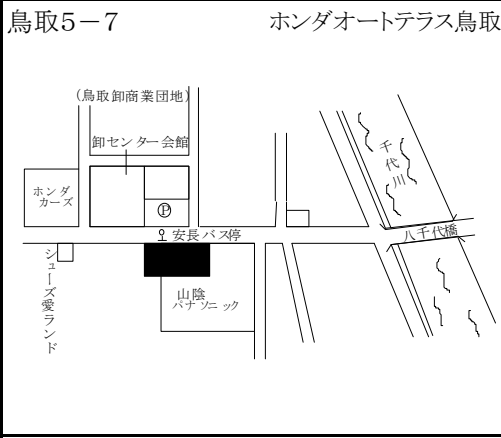 鳥取5−7
ホンダオートテラス鳥取
(鳥取卸商業団地)
卸センター会館
ホンダ
カーズ
Ⓟ
安長バス停
千代川
八千代橋
シューズ愛ランド
山陰
パナソニック